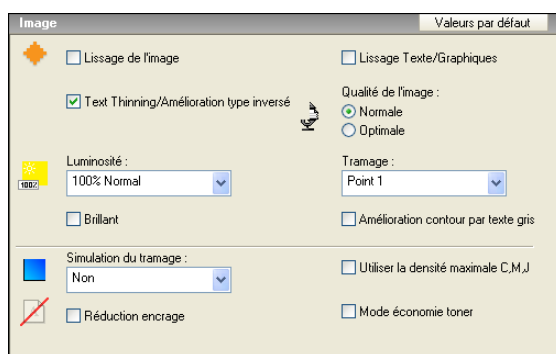 Image
Valeurs par défaut
Lissage de l'image
Lissage Texte/Graphiques
Text Thinning/Amélioration type inversé
Qualité de l'image :
Normale
Optimale
Luminosité :
100% Normal
100%
Tramage :
Point 1
Brillant
Amélioration contour par texte gris
Simulation du tramage :
Non
Utiliser la densité maximale C,M,J
Réduction encrage
Mode économie toner